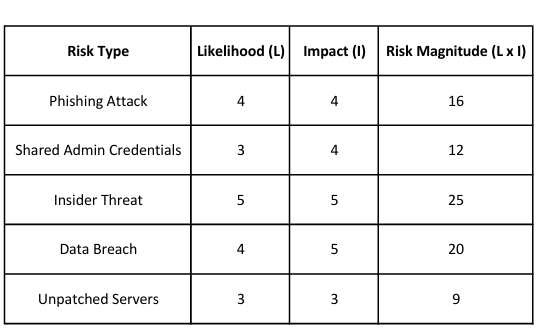 Risk Type Likelihood (L) Impact (I) Risk Magnitude (L x I)
Phishing Attack 4 4 16
Shared Admin Credentials 3 4 12
Insider Threat 5 5 25
Data Breach 4 5 20
Unpatched Servers 3 3 9